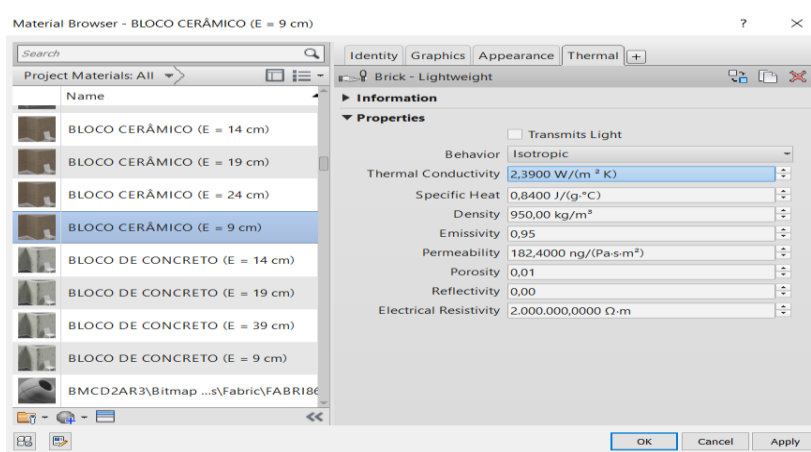 Material Browser - BLOCO CERÂMICO (E = 9 cm)
?
Search
Project Materials: All
Name
BLOCO CERÂMICO (E = 14 cm)
BLOCO CERÂMICO (E = 19 cm)
BLOCO CERÂMICO (E = 24 cm)
BLOCO CERÂMICO (E = 9 cm)
BLOCO DE CONCRETO (E = 14 cm)
BLOCO DE CONCRETO (E = 19 cm)
BLOCO DE CONCRETO (E = 39 cm)
BLOCO DE CONCRETO (E = 9 cm)
BMCD2AR3\Bitmap ...s\Fabric\FABRI86
Identity Graphics Appearance Thermal +
Brick - Lightweight
Information
Properties
Transmits Light
Behavior Isotropic
Thermal Conductivity 2,3900 W/(m ² K)
Specific Heat 0,8400 J/(g·°C)
Density 950,00 kg/m³
Emissivity 0,95
Permeability 182,4000 ng/(Pa·s·m²)
Porosity 0,01
Reflectivity 0,00
Electrical Resistivity 2.000.000,0000 Ω·m
OK Cancel Apply